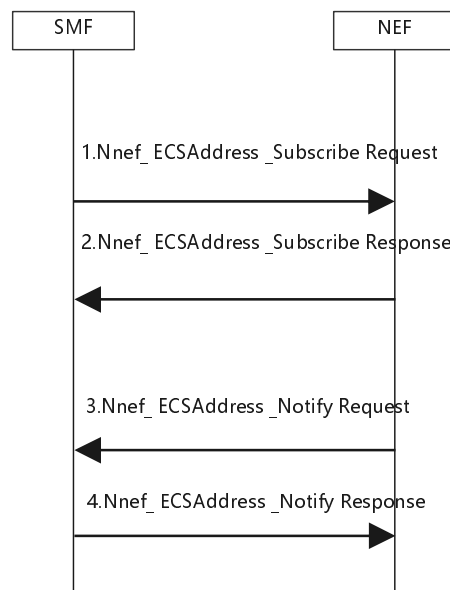 SMF
NEF
1.Nnef_ ECSAddress _Subscribe Request
2.Nnef_ ECSAddress _Subscribe Response
3.Nnef_ ECSAddress _Notify Request
4.Nnef_ ECSAddress _Notify Response